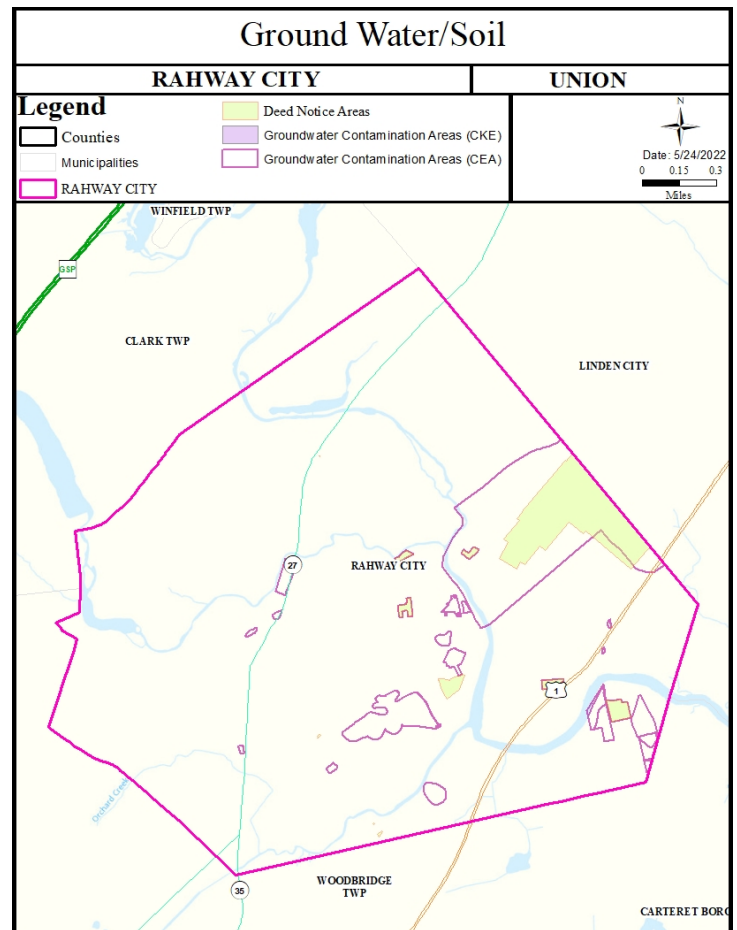 Ground Water/Soil
RAHWAY CITY
UNION
Legend
Counties
Municipalities
RAHWAY CITY
Deed Notice Areas
Groundwater Contamination Areas (CKE)
Groundwater Contamination Areas (CEA)
N
Date: 5/24/2022
0 0.15 0.3
Miles
WINFIELD TWP
GSP
CLARK TWP
LINDEN CITY
27
RAHWAY CITY
1
Orchard Creek
35
WOODBRIDGE
TWP
CARTERET BORO